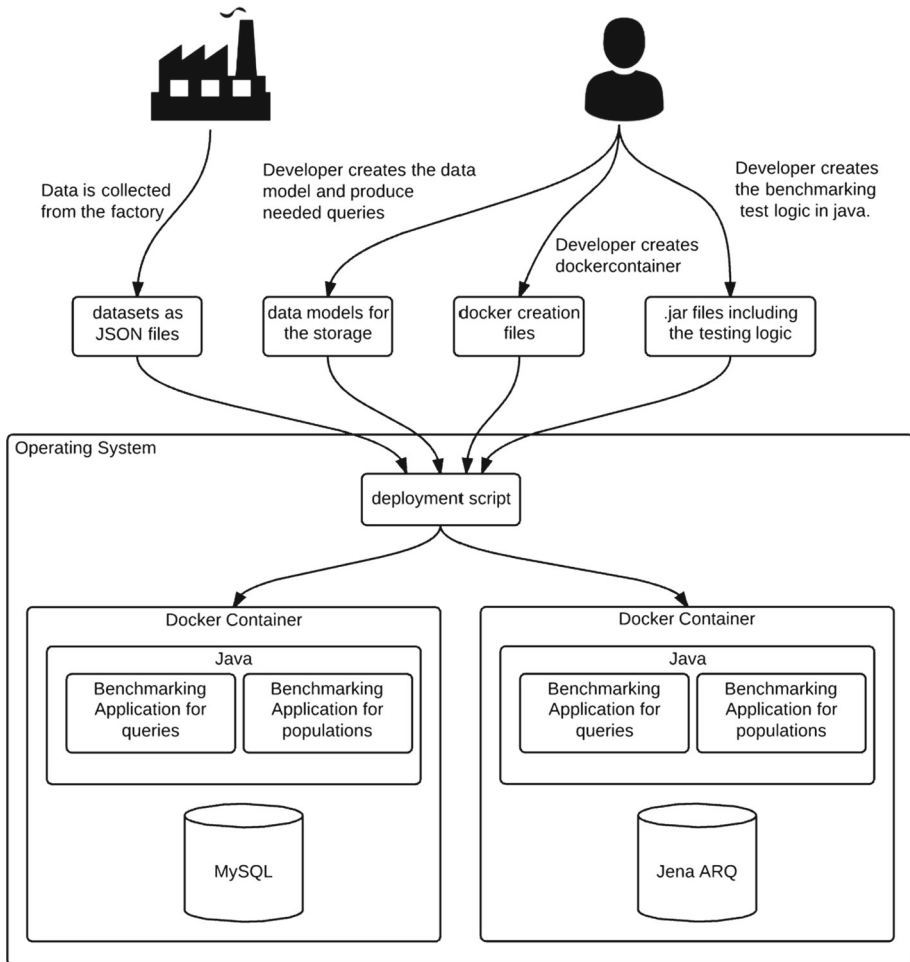 Data is collected
from the factory
Developer creates the data
model and produce
needed queries
Developer creates
dockercontainer
Developer creates
the benchmarking
test logic in java.
datasets as
JSON files
data models for
the storage
docker creation
files
.jar files including
the testing logic
Operating System
deployment script
Docker Container
Java
Benchmarking
Application for
queries
Benchmarking
Application for
populations
MySQL
Docker Container
Java
Benchmarking
Application for
queries
Benchmarking
Application for
populations
Jena ARQ